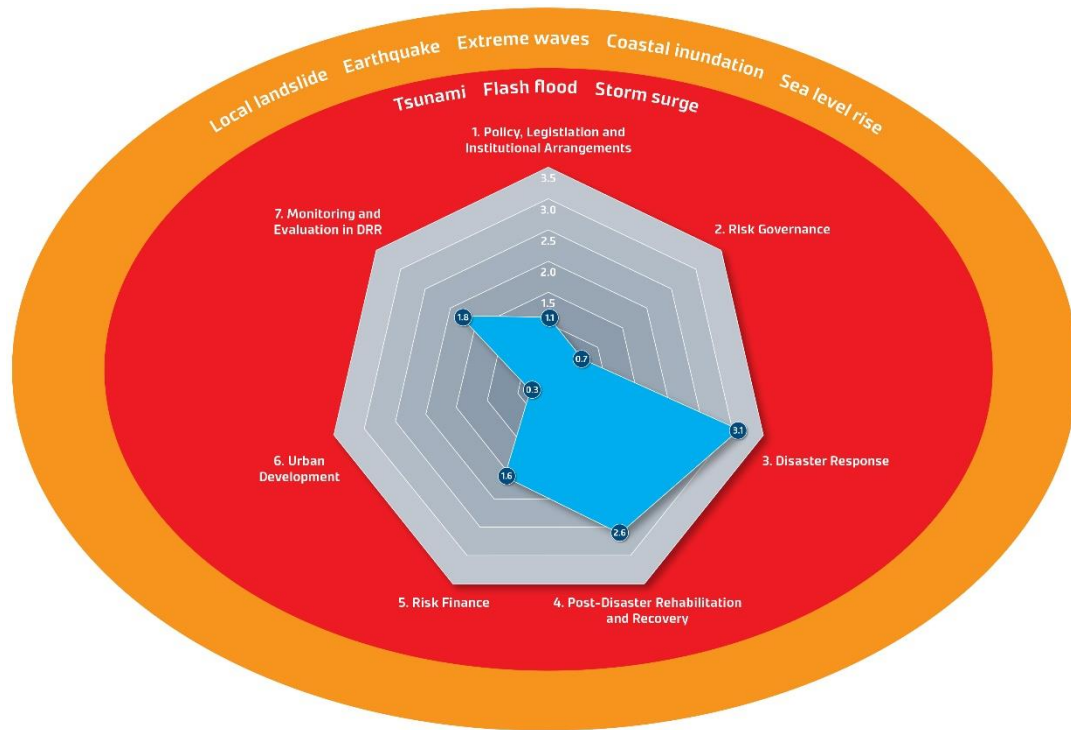 Local landslide Earthquake Extreme waves Coastal inundation Sea level rise
Tsunami Flash flood Storm surge
1. Policy, Legistlation and
Institutional Arrangements
3.5
3.0
2.5
2.0
1.5
7. Monitoring and
Evaluation in DRR
2. Risk Governance
1.8
1.1
0.7
0.3
3.1
6. Urban
Development
3. Disaster Response
1.6
2.6
5. Risk Finance
4. Post-Disaster Rehabilitation
and Recovery